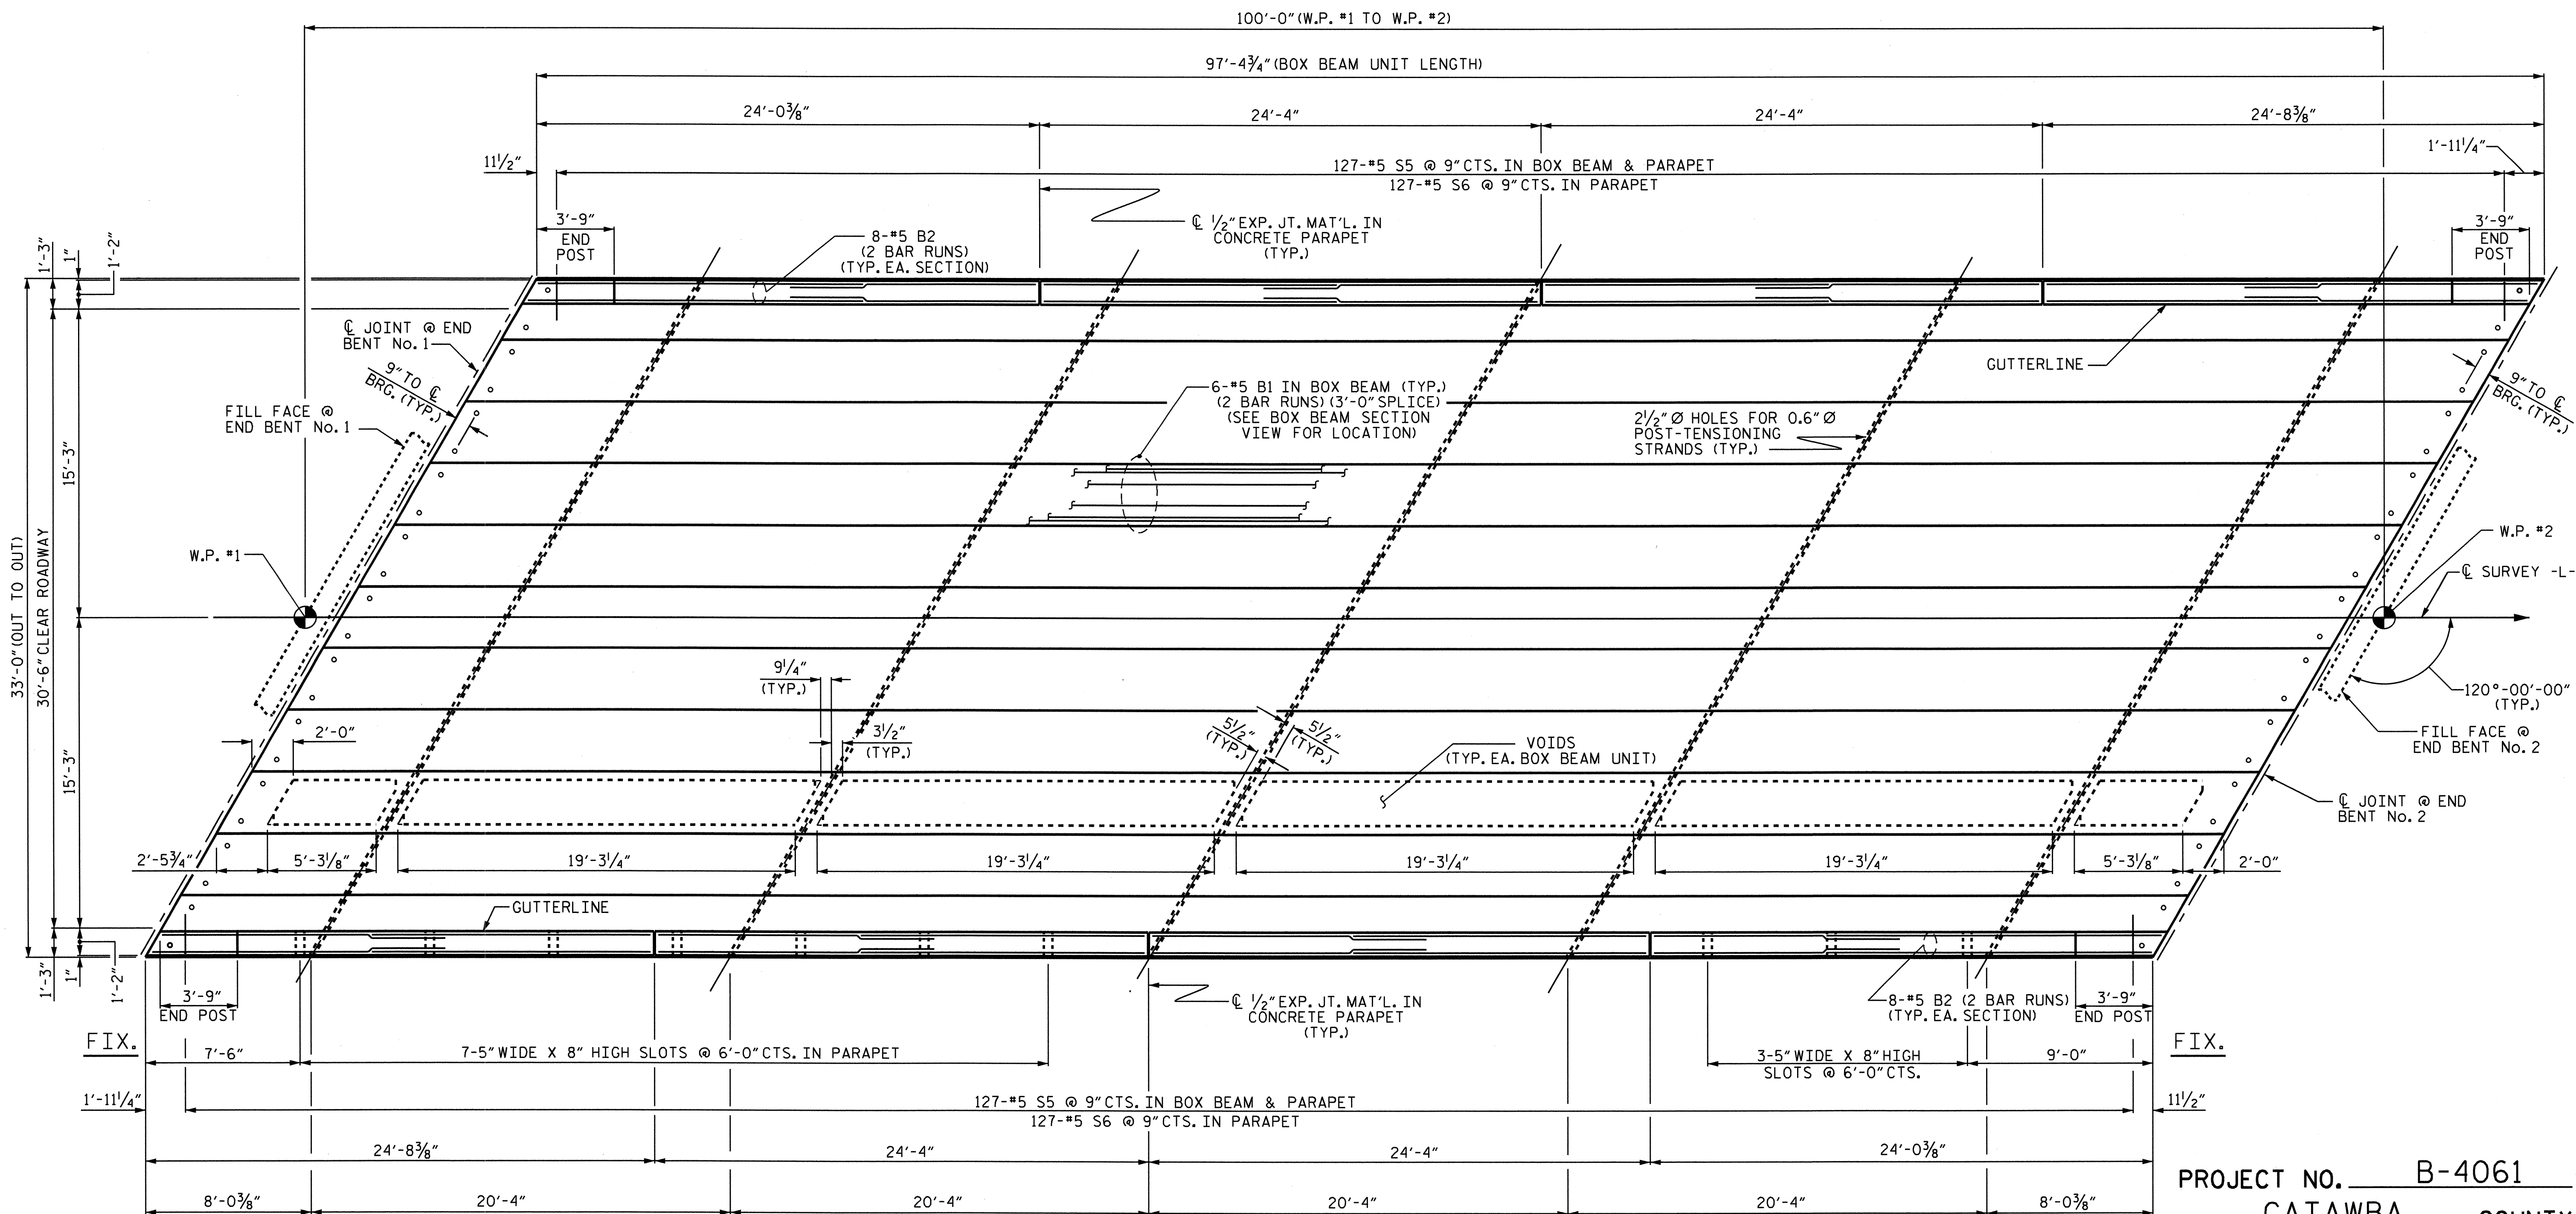 100'-0" (W.P. #1 TO W.P. #2)
97'-4¾" (BOX BEAM UNIT LENGTH)
24'-0⅜"
24'-4"
24'-4"
24'-8⅜"
11½"
127-#5 S5 @ 9" CTS. IN BOX BEAM & PARAPET
127-#5 S6 @ 9" CTS. IN PARAPET
1'-11¼"
3'-9"
END
POST
8-#5 B2
(2 BAR RUNS)
(TYP. EA. SECTION)
℄ ½" EXP. JT. MAT'L. IN
CONCRETE PARAPET
(TYP.)
3'-9"
END
POST
1'-3"
1"
1'-2"
℄ JOINT @ END
BENT No. 1
9" TO ℄
BRG. (TYP.)
FILL FACE @
END BENT No. 1
6-#5 B1 IN BOX BEAM (TYP.)
(2 BAR RUNS) (3'-0" SPLICE)
(SEE BOX BEAM SECTION
VIEW FOR LOCATION)
2½" Ø HOLES FOR 0.6" Ø
POST-TENSIONING
STRANDS (TYP.)
GUTTERLINE
9" TO ℄
BRG. (TYP.)
33'-0" (OUT TO OUT)
30'-6" CLEAR ROADWAY
15'-3"
15'-3"
W.P. #1
W.P. #2
℄ SURVEY -L-
120°-00'-00"
(TYP.)
FILL FACE @
END BENT No. 2
℄ JOINT @ END
BENT No. 2
9¼"
(TYP.)
3½"
(TYP.)
5½"
(TYP.)
5½"
(TYP.)
VOIDS
(TYP. EA. BOX BEAM UNIT)
2'-0"
2'-5¾"
5'-3⅛"
19'-3¼"
19'-3¼"
19'-3¼"
19'-3¼"
5'-3⅛"
2'-0"
GUTTERLINE
1'-3"
1"
1'-2"
3'-9"
END POST
℄ ½" EXP. JT. MAT'L. IN
CONCRETE PARAPET
(TYP.)
8-#5 B2 (2 BAR RUNS)
(TYP. EA. SECTION)
3'-9"
END POST
FIX.
7'-6"
7-5" WIDE X 8" HIGH SLOTS @ 6'-0" CTS. IN PARAPET
3-5" WIDE X 8" HIGH
SLOTS @ 6'-0" CTS.
9'-0"
FIX.
1'-11¼"
127-#5 S5 @ 9" CTS. IN BOX BEAM & PARAPET
127-#5 S6 @ 9" CTS. IN PARAPET
11½"
24'-8⅜"
24'-4"
24'-4"
24'-0⅜"
8'-0⅜"
20'-4"
20'-4"
20'-4"
20'-4"
8'-0⅜"
PROJECT NO. B-4061
CATAWBA COUNTY